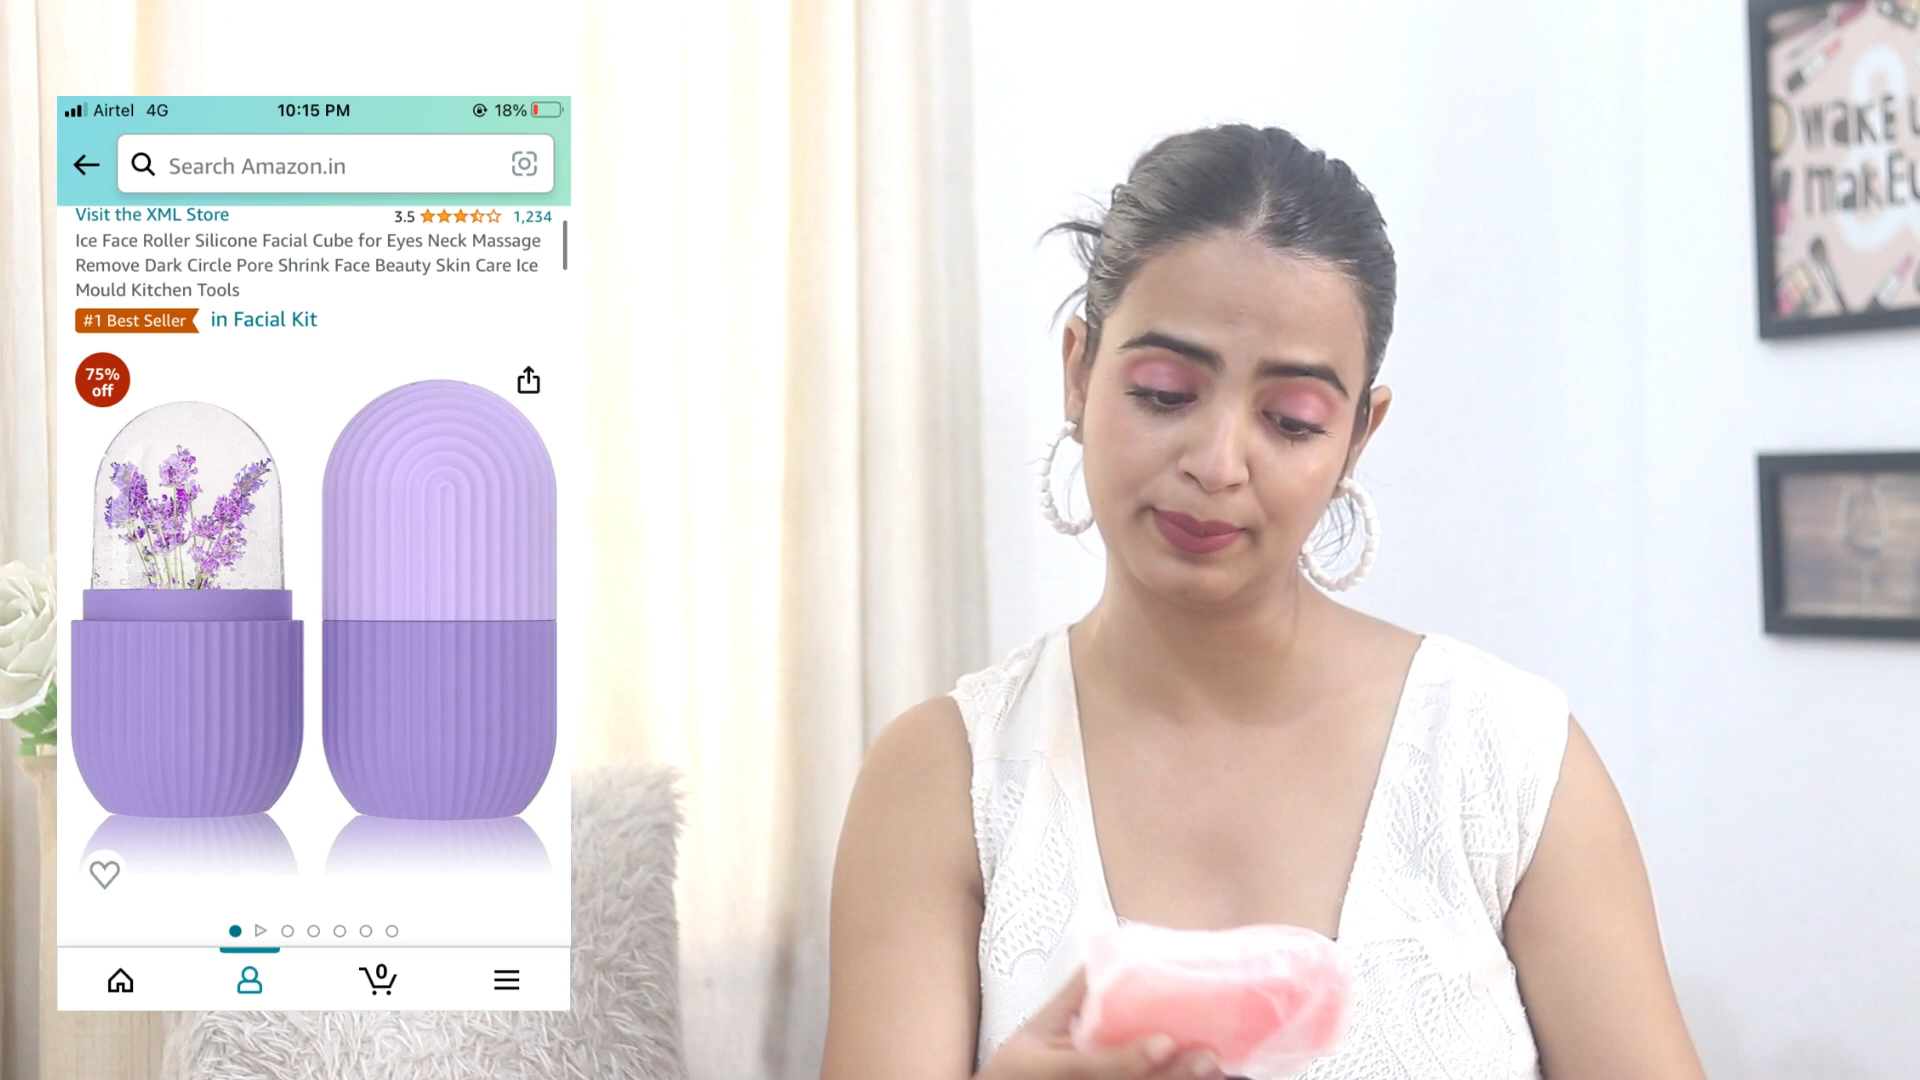 Airtel 4G 10:15 PM 18%
Search Amazon.in
Visit the XML Store 3.5 1,234
Ice Face Roller Silicone Facial Cube for Eyes Neck Massage
Remove Dark Circle Pore Shrink Face Beauty Skin Care Ice
Mould Kitchen Tools
#1 Best Seller in Facial Kit
75%
off
0
WAKE